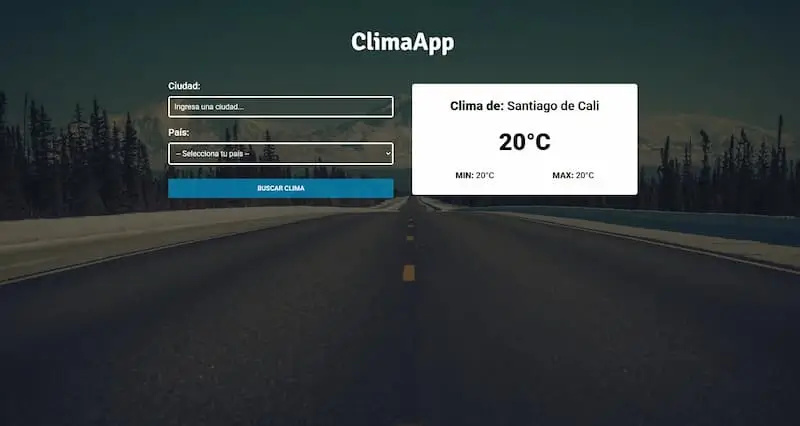 ClimaApp
Ciudad:
Ingresa una ciudad...
País:
-- Selecciona tu país --
BUSCAR CLIMA
Clima de: Santiago de Cali
20°C
MIN: 20°C
MAX: 20°C